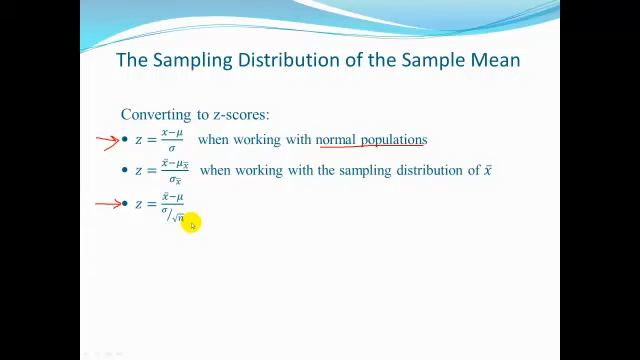 The Sampling Distribution of the Sample Mean
Converting to z-scores:
• z = (x−μ)/σ when working with normal populations
• z = (x̄−μ_x̄)/σ_x̄ when working with the sampling distribution of x̄
• z = (x̄−μ)/(σ/√n)